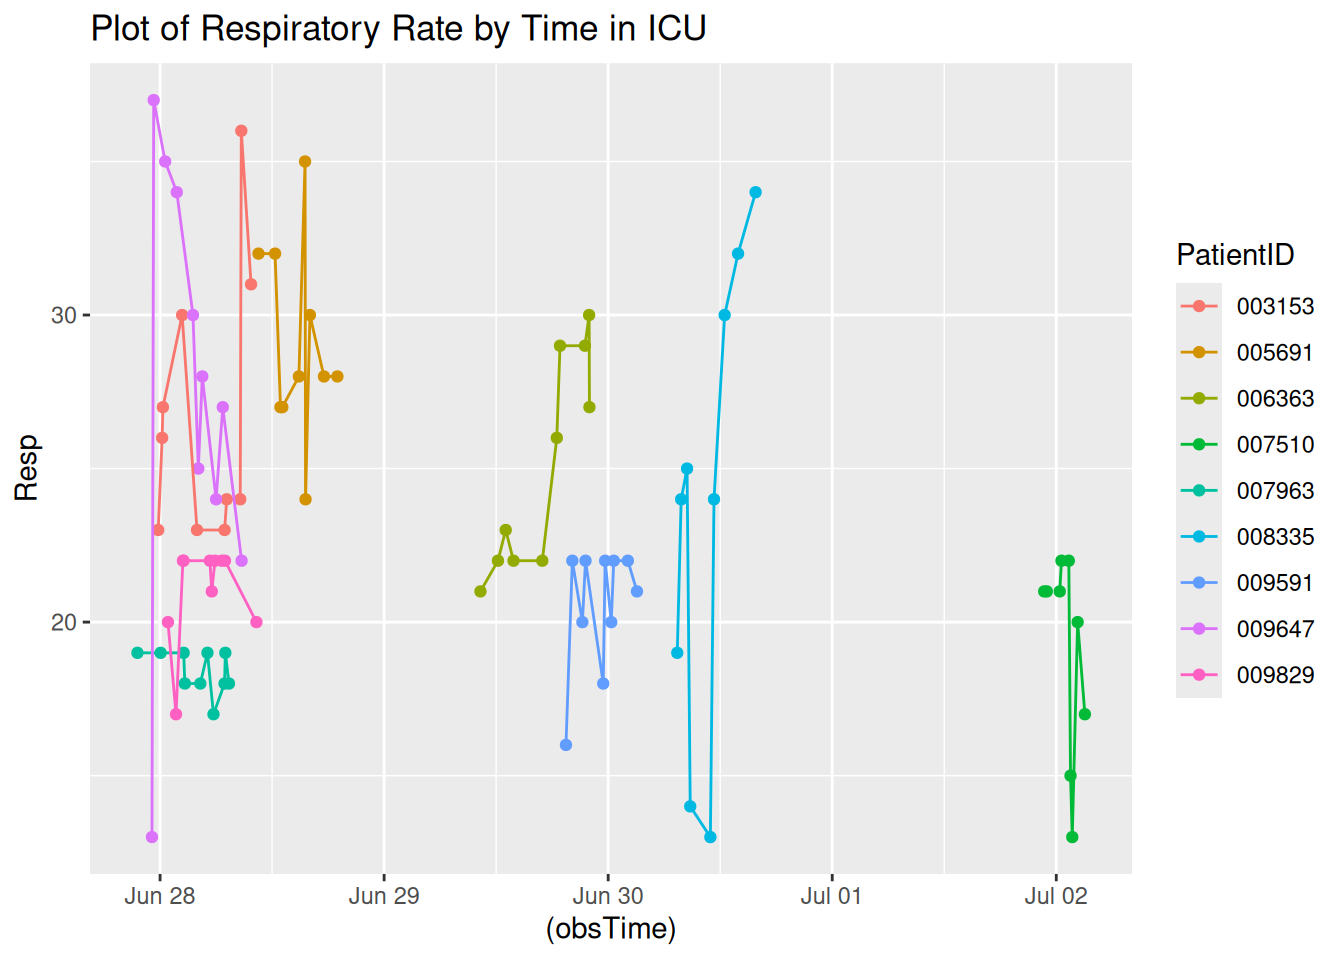 Plot of Respiratory Rate by Time in ICU
Resp
30
20
Jun 28
Jun 29
Jun 30
Jul 01
Jul 02
(obsTime)
PatientID
003153
005691
006363
007510
007963
008335
009591
009647
009829